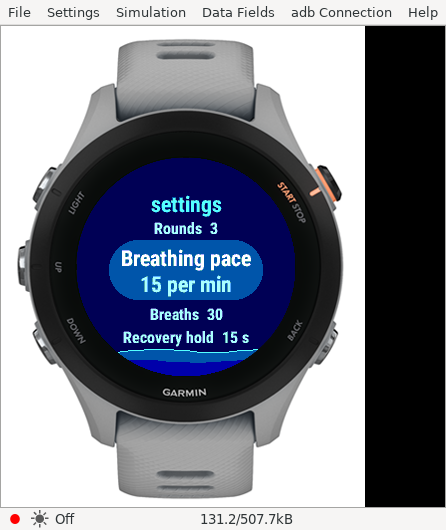 File Settings Simulation Data Fields adb Connection Help
LIGHT
START STOP
UP
DOWN
BACK
settings
Rounds 3
Breathing pace
15 per min
Breaths 30
Recovery hold 15 s
GARMIN
Off 131.2/507.7kB